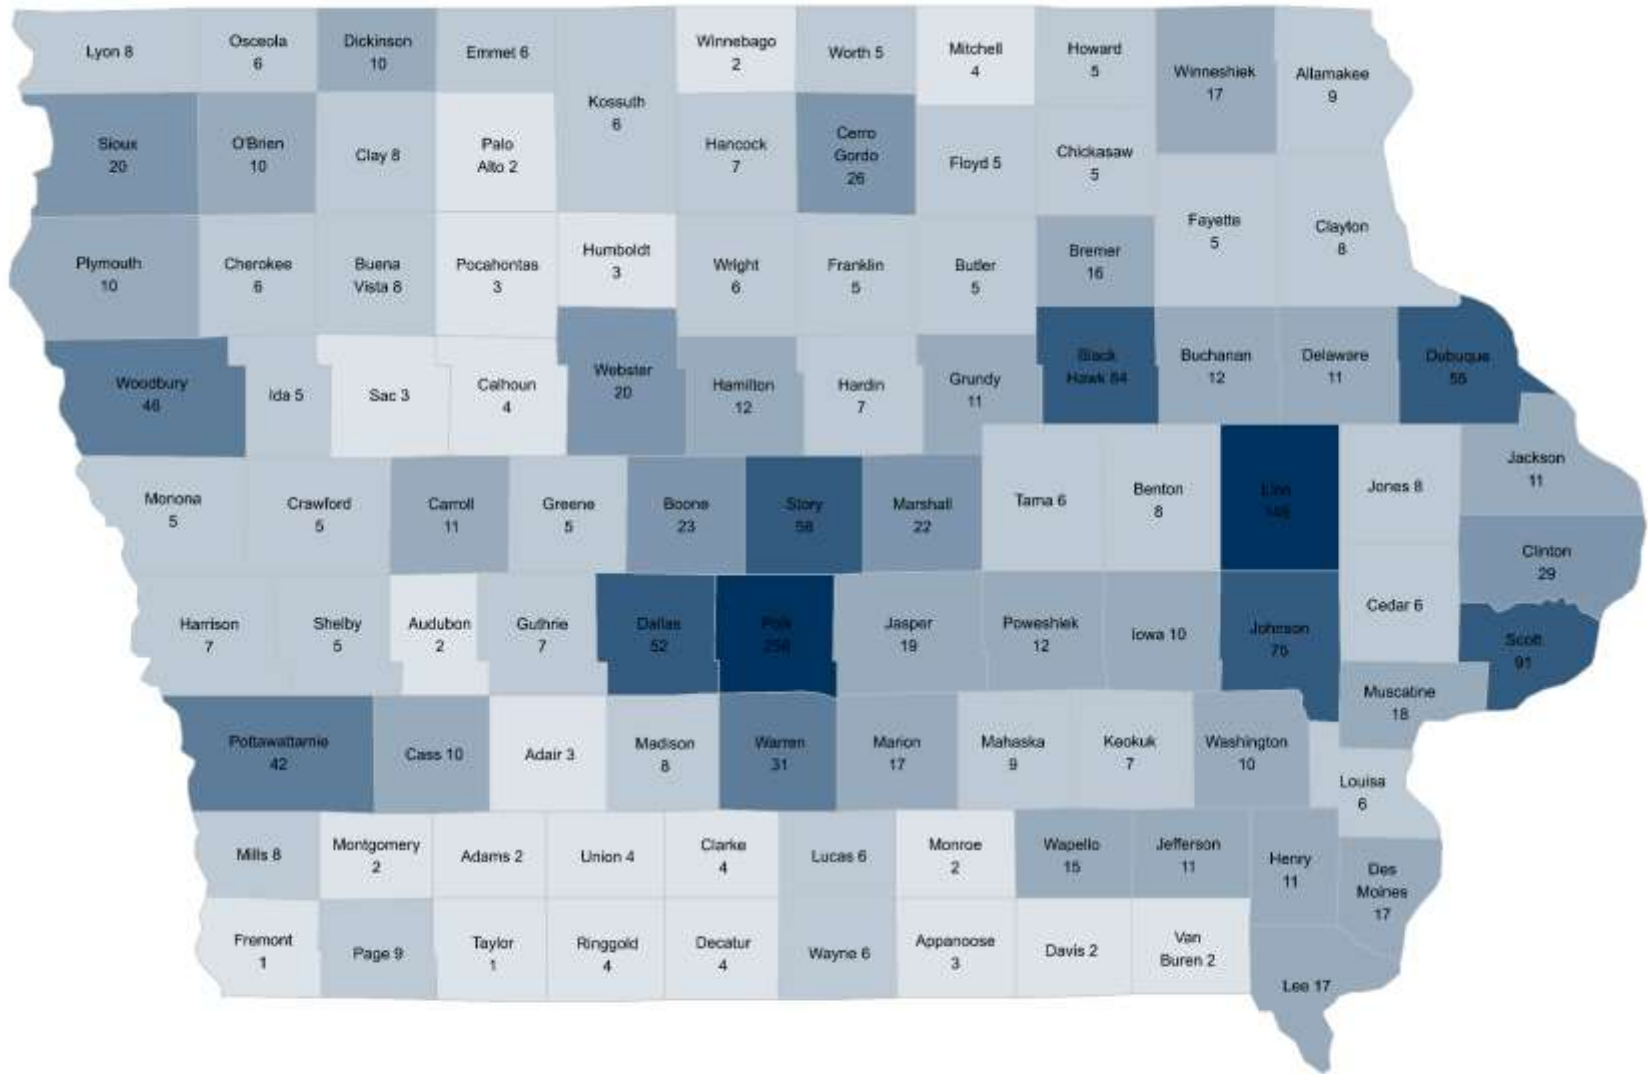 Lyon 8
Osceola
6
Dickinson
10
Emmet 6
Kossuth
6
Winnebago
2
Worth 5
Mitchell
4
Howard
5
Winneshiek
17
Allamakee
9
Sioux
20
O'Brien
10
Clay 8
Palo
Alto 2
Hancock
7
Cerro
Gordo
26
Floyd 5
Chickasaw
5
Fayette
5
Clayton
8
Plymouth
10
Cherokee
6
Buena
Vista 8
Pocahontas
3
Humboldt
3
Wright
6
Franklin
5
Butler
5
Bremer
16
Woodbury
46
Ida 5
Sac 3
Calhoun
4
Webster
20
Hamilton
12
Hardin
7
Grundy
11
Black
Hawk 84
Buchanan
12
Delaware
11
Dubuque
Jackson
11
Monona
5
Crawford
5
Carroll
11
Greene
5
Boone
23
Story
Marshall
22
Tama 6
Benton
8
Linn
Jones 8
Clinton
29
Harrison
7
Shelby
5
Audubon
2
Guthrie
7
Dallas
52
Polk
Jasper
19
Poweshiek
12
Iowa 10
Johnson
Cedar 6
Scott
91
Muscatine
18
Pottawattamie
42
Cass 10
Adair 3
Madison
8
Warren
31
Marion
17
Mahaska
9
Keokuk
7
Washington
10
Louisa
6
Mills 8
Montgomery
2
Adams 2
Union 4
Clarke
4
Lucas 6
Monroe
2
Wapello
15
Jefferson
11
Henry
11
Des
Moines
17
Fremont
1
Page 9
Taylor
1
Ringgold
4
Decatur
4
Wayne 6
Appanoose
3
Davis 2
Van
Buren 2
Lee 17